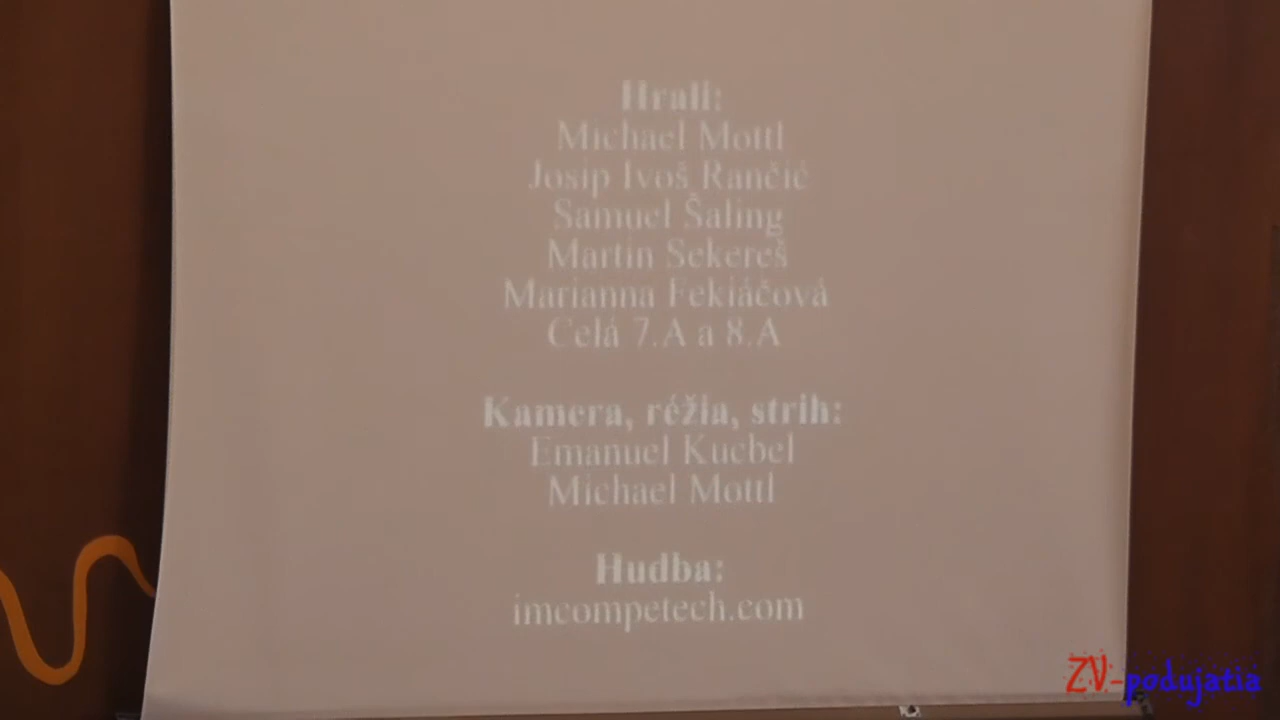 Hrali:
Michael Mottl
Josip Ivoš Rančić
Samuel Šaling
Martin Sekereš
Marianna Fekiáčová
Celá 7.A a 8.A
Kamera, réžia, strih:
Emanuel Kucbel
Michael Mottl
Hudba:
imcompetech.com
ZV-podujatia